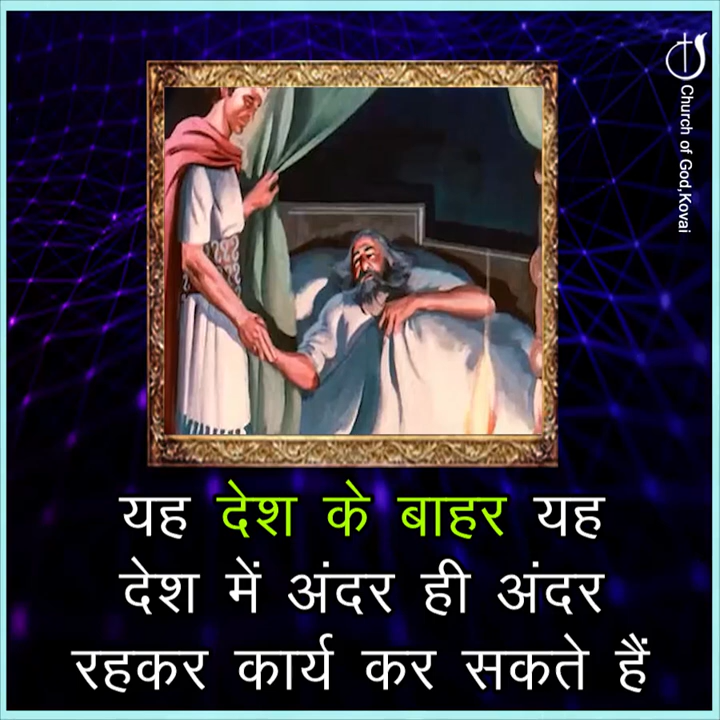 Church of God,Kovai
यह देश के बाहर यह
देश में अंदर ही अंदर
रहकर कार्य कर सकते हैं